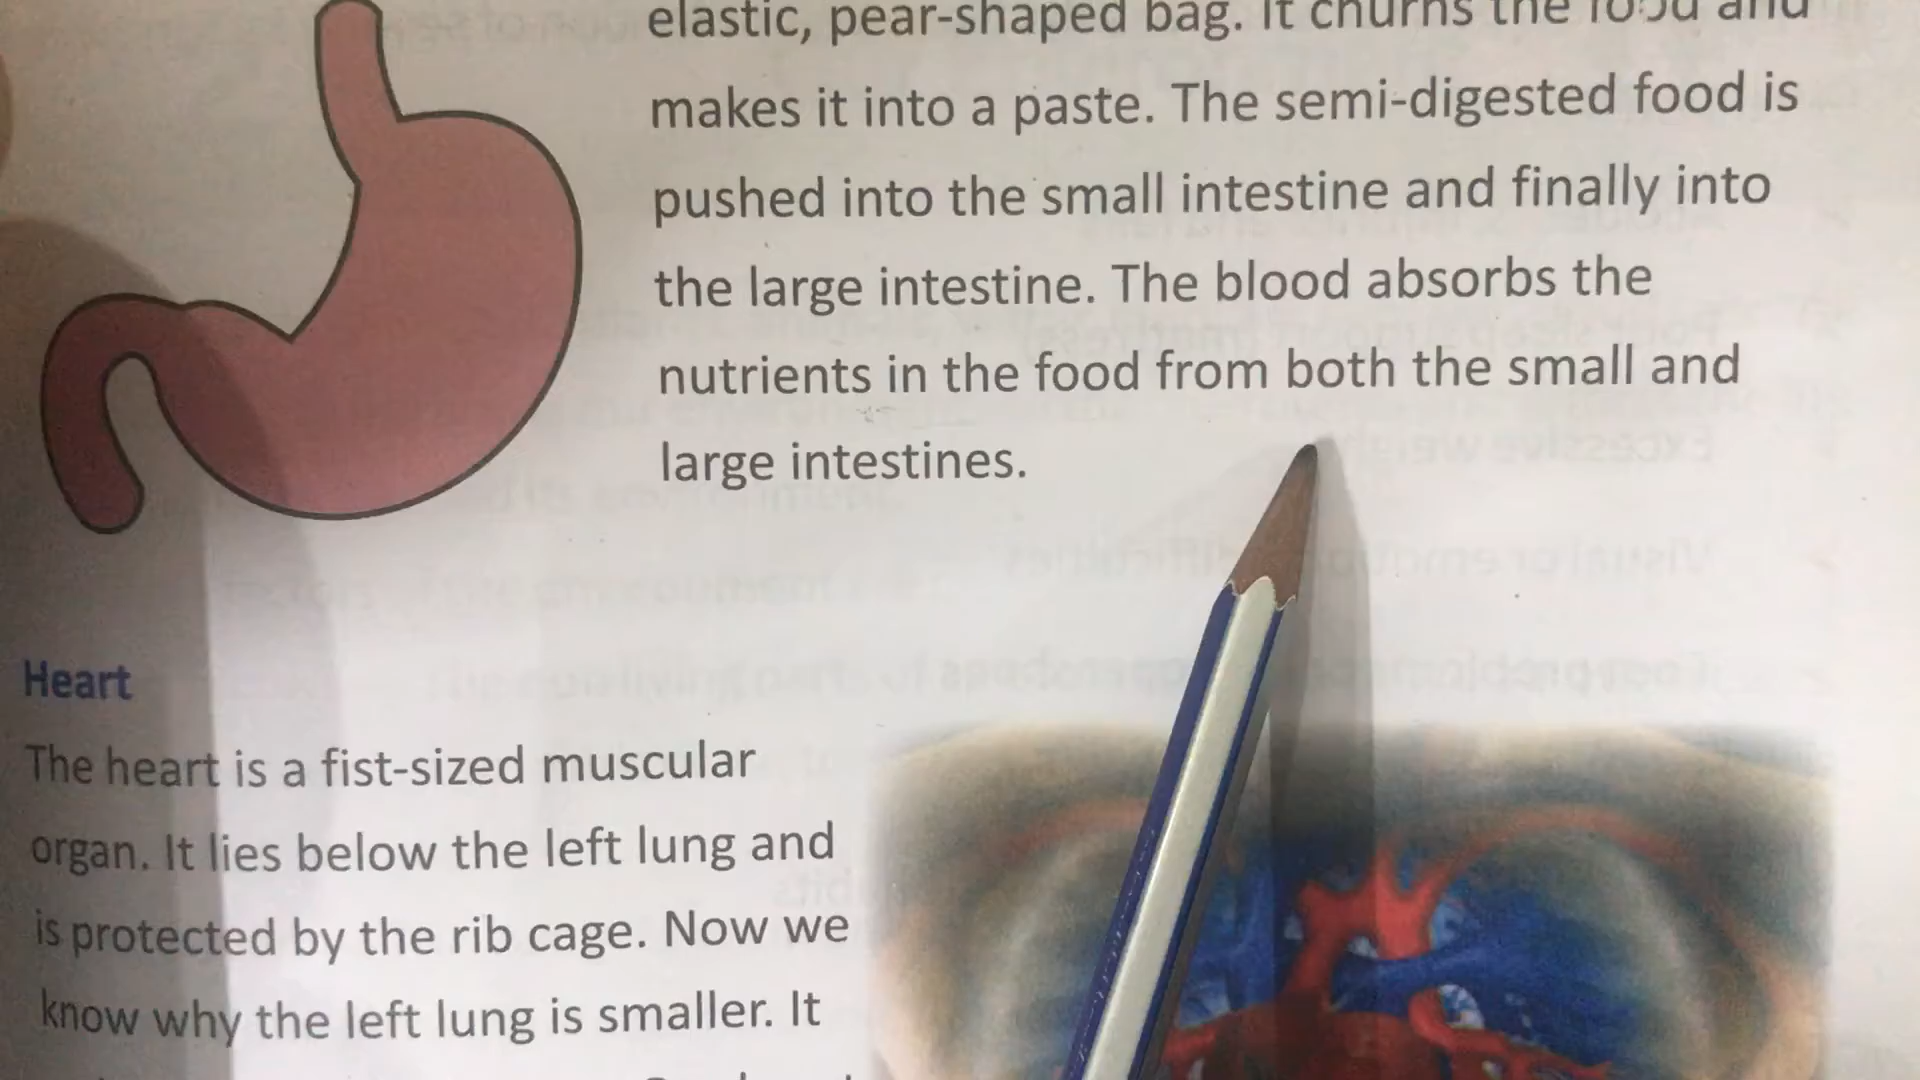 elastic, pear-shaped bag. It churns the food and
makes it into a paste. The semi-digested food is
pushed into the small intestine and finally into
the large intestine. The blood absorbs the
nutrients in the food from both the small and
large intestines.
Heart
The heart is a fist-sized muscular
organ. It lies below the left lung and
is protected by the rib cage. Now we
know why the left lung is smaller. It